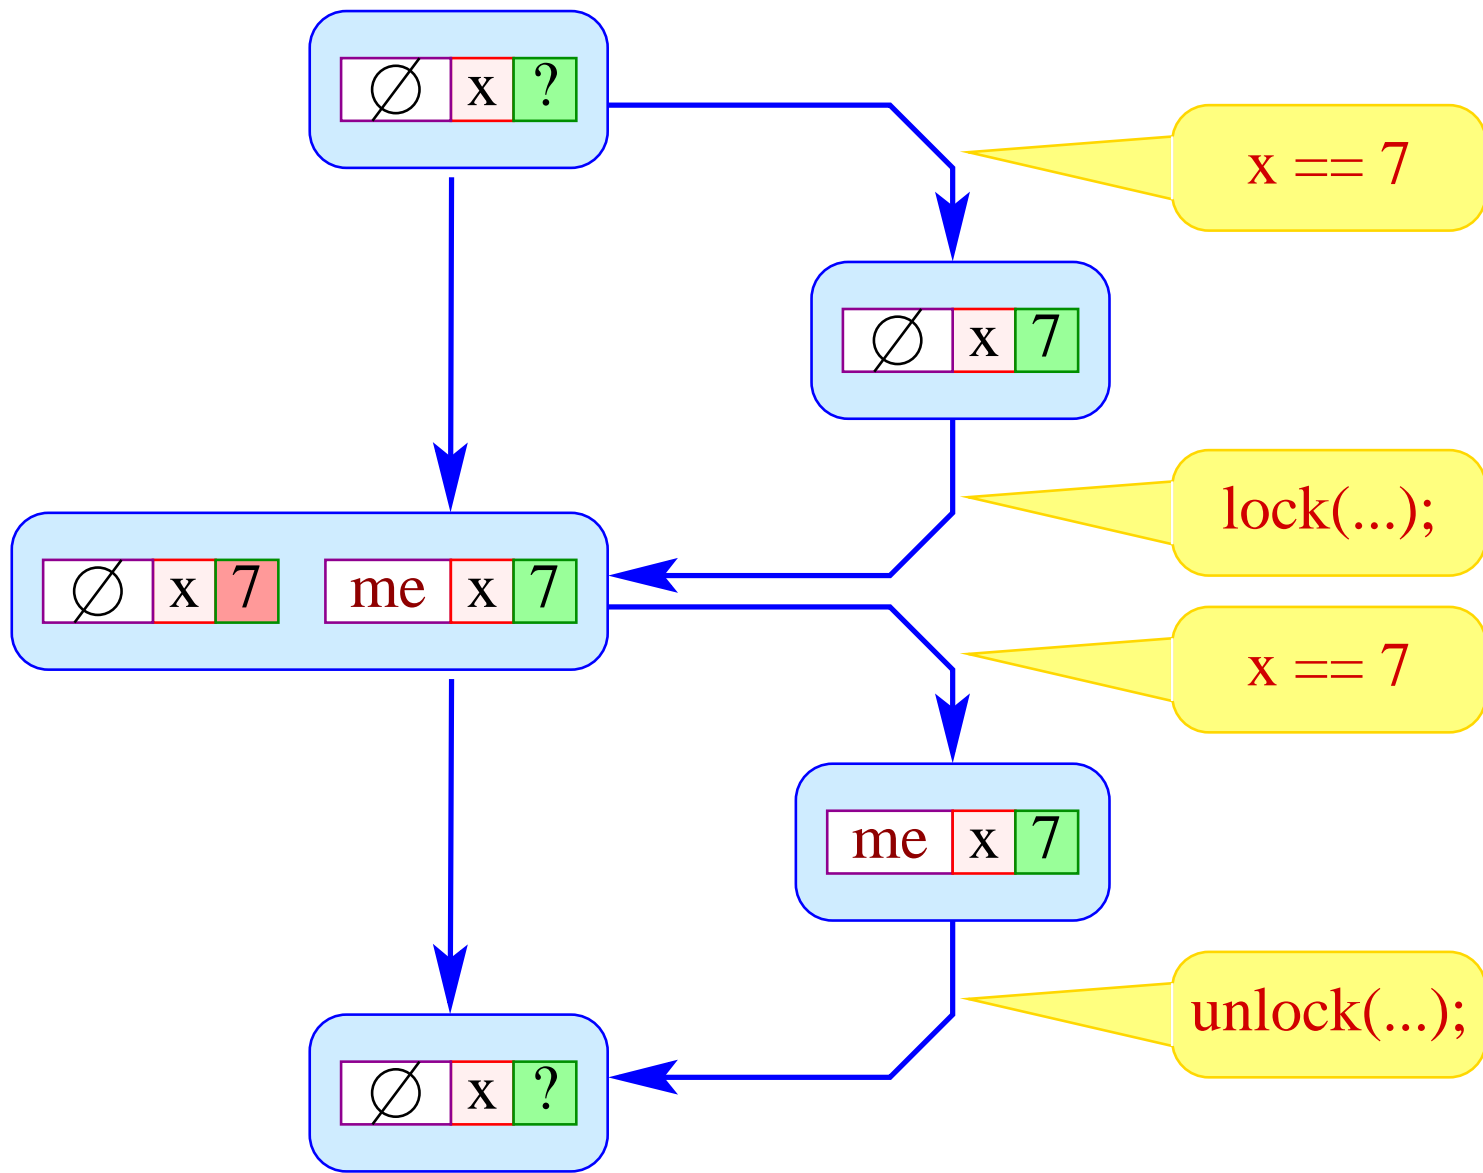 ∅ x ?
x == 7
∅ x 7
lock(...);
∅ x 7 me x 7
x == 7
me x 7
unlock(...);
∅ x ?